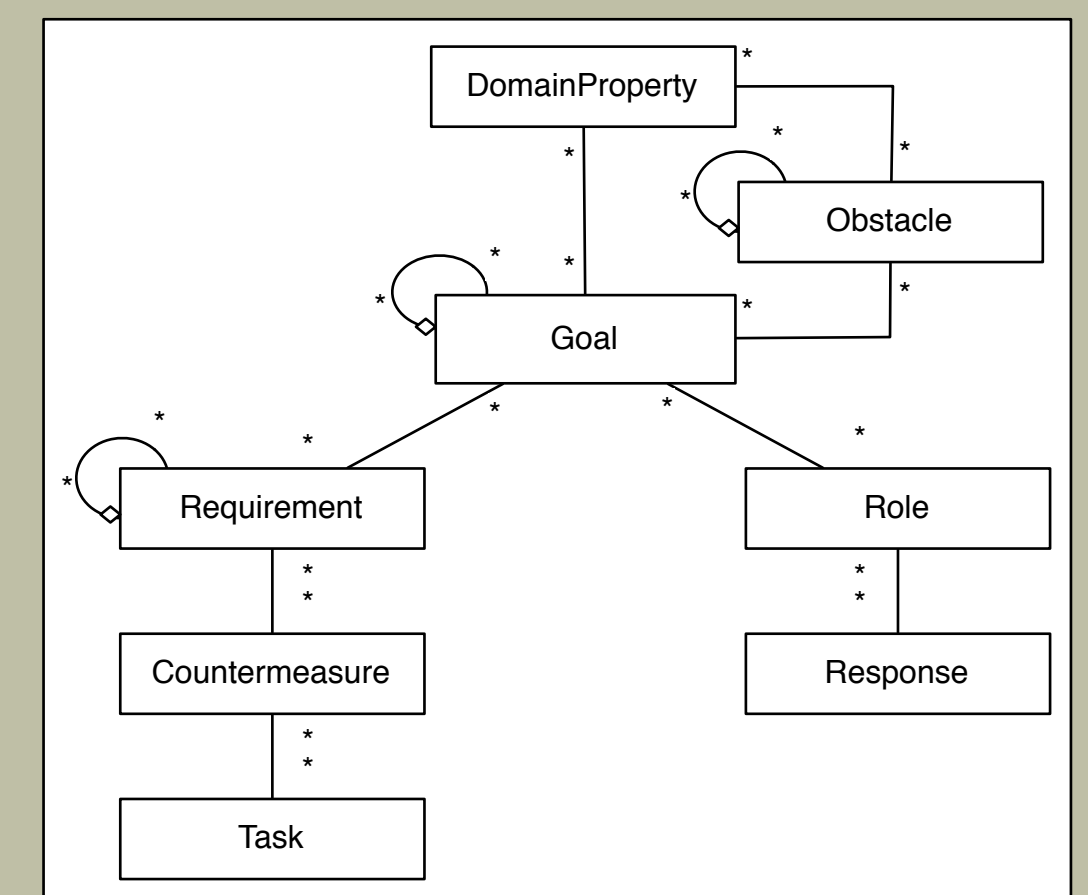 DomainProperty
*
*
*
*
*
Obstacle
*
*
*
*
*
*
Goal
*
*
*
*
*
*
Requirement
Role
*
*
*
*
Countermeasure
Response
*
*
Task